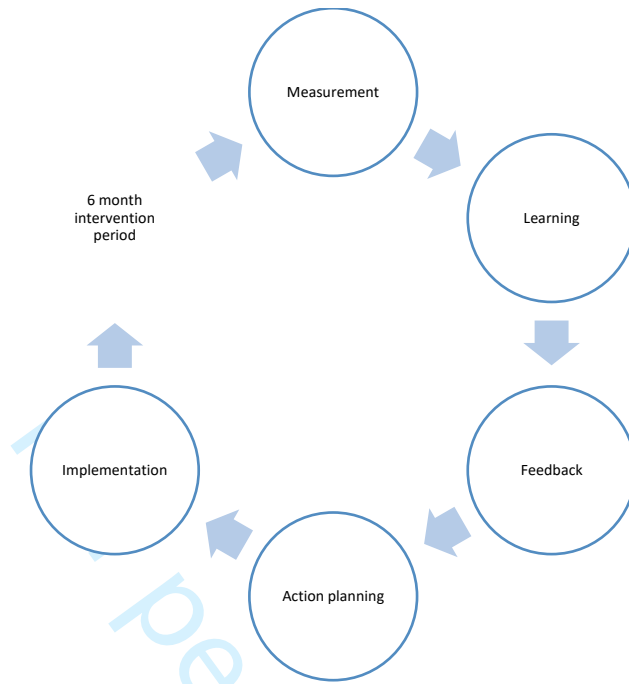 Measurement
Learning
Feedback
Action planning
Implementation
6 month
intervention
period